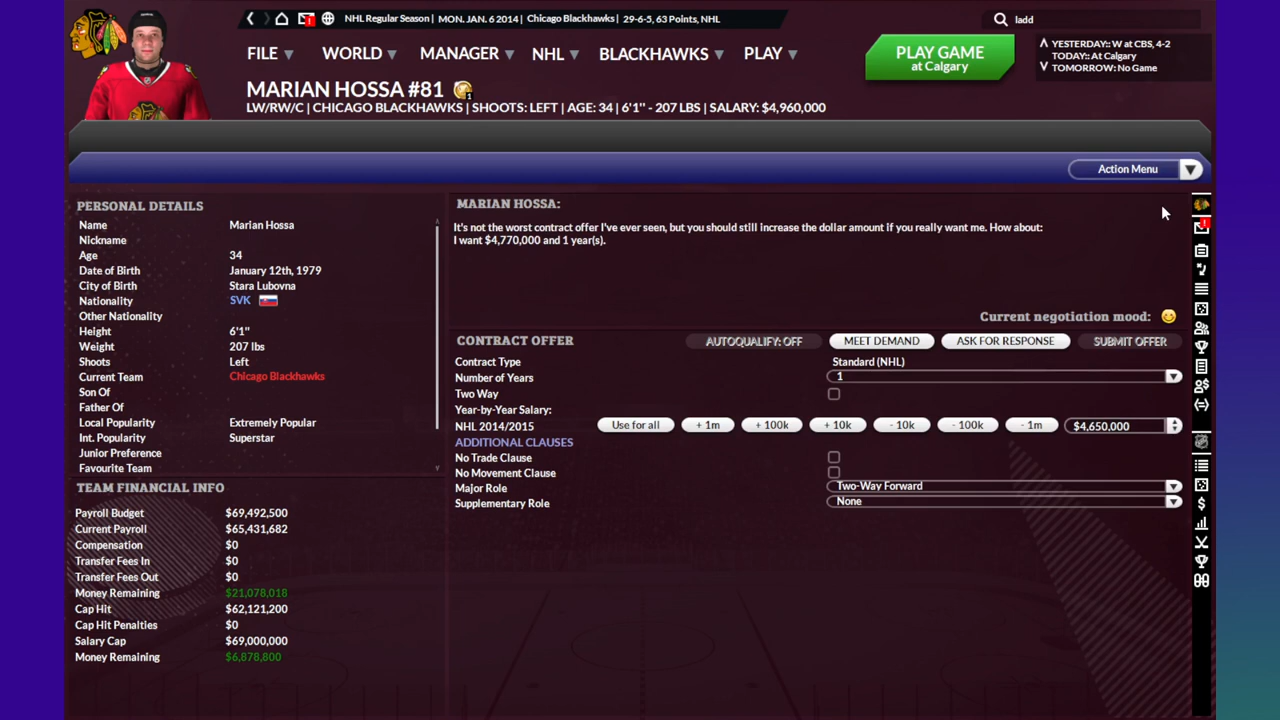 NHL Regular Season | MON. JAN. 6 2014 | Chicago Blackhawks | 29-6-5, 63 Points, NHL
ladd
FILE WORLD MANAGER NHL BLACKHAWKS PLAY
PLAY GAME
at Calgary
YESTERDAY:: W at CBS, 4-2
TODAY:: At Calgary
TOMORROW: No Game
MARIAN HOSSA #81
1
LW/RW/C | CHICAGO BLACKHAWKS | SHOOTS: LEFT | AGE: 34 | 6'1'' - 207 LBS | SALARY: $4,960,000
Action Menu
PERSONAL DETAILS
Name Marian Hossa
Nickname
Age 34
Date of Birth January 12th, 1979
City of Birth Stara Lubovna
Nationality SVK
Other Nationality
Height 6'1''
Weight 207 lbs
Shoots Left
Current Team Chicago Blackhawks
Son Of
Father Of
Local Popularity Extremely Popular
Int. Popularity Superstar
Junior Preference
Favourite Team
TEAM FINANCIAL INFO
Payroll Budget $69,492,500
Current Payroll $65,431,682
Compensation $0
Transfer Fees In $0
Transfer Fees Out $0
Money Remaining $21,078,018
Cap Hit $62,121,200
Cap Hit Penalties $0
Salary Cap $69,000,000
Money Remaining $6,878,800
MARIAN HOSSA:
It's not the worst contract offer I've ever seen, but you should still increase the dollar amount if you really want me. How about:
I want $4,770,000 and 1 year(s).
Current negotiation mood:
CONTRACT OFFER AUTOQUALIFY: OFF MEET DEMAND ASK FOR RESPONSE SUBMIT OFFER
Contract Type Standard (NHL)
Number of Years 1
Two Way
Year-by-Year Salary:
NHL 2014/2015 Use for all + 1m + 100k + 10k - 10k - 100k - 1m $4,650,000
ADDITIONAL CLAUSES
No Trade Clause
No Movement Clause
Major Role Two-Way Forward
Supplementary Role None